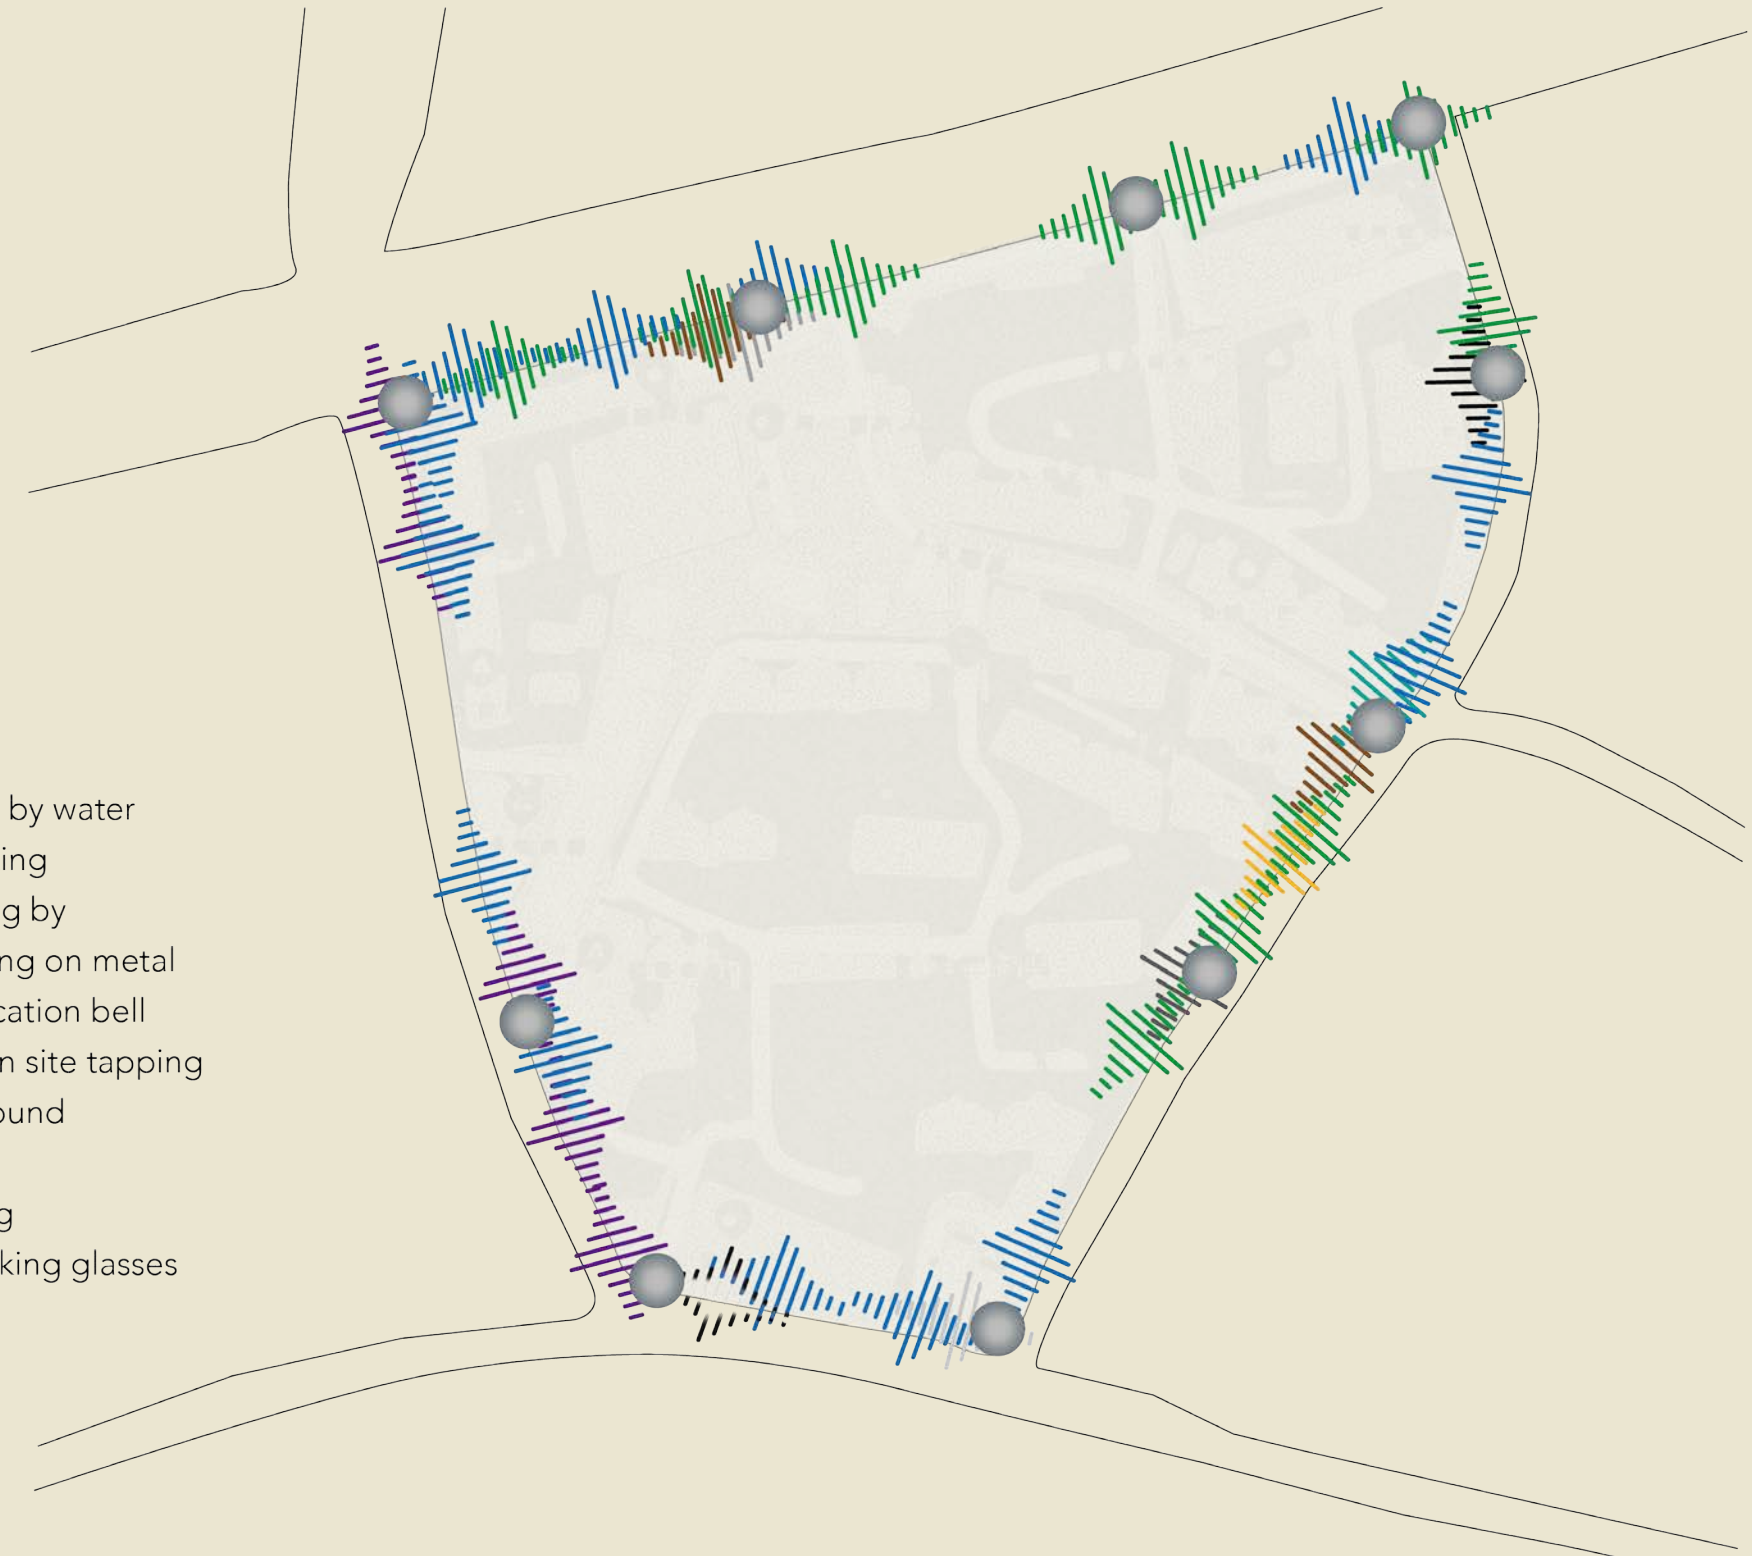 by water
ing
g by
ng on metal
cation bell
n site tapping
ound
g
king glasses